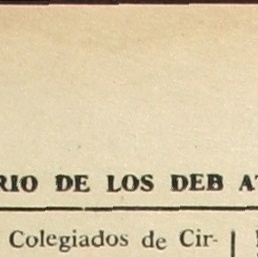 RIO DE LOS DEB AT
Colegiados de Cir-